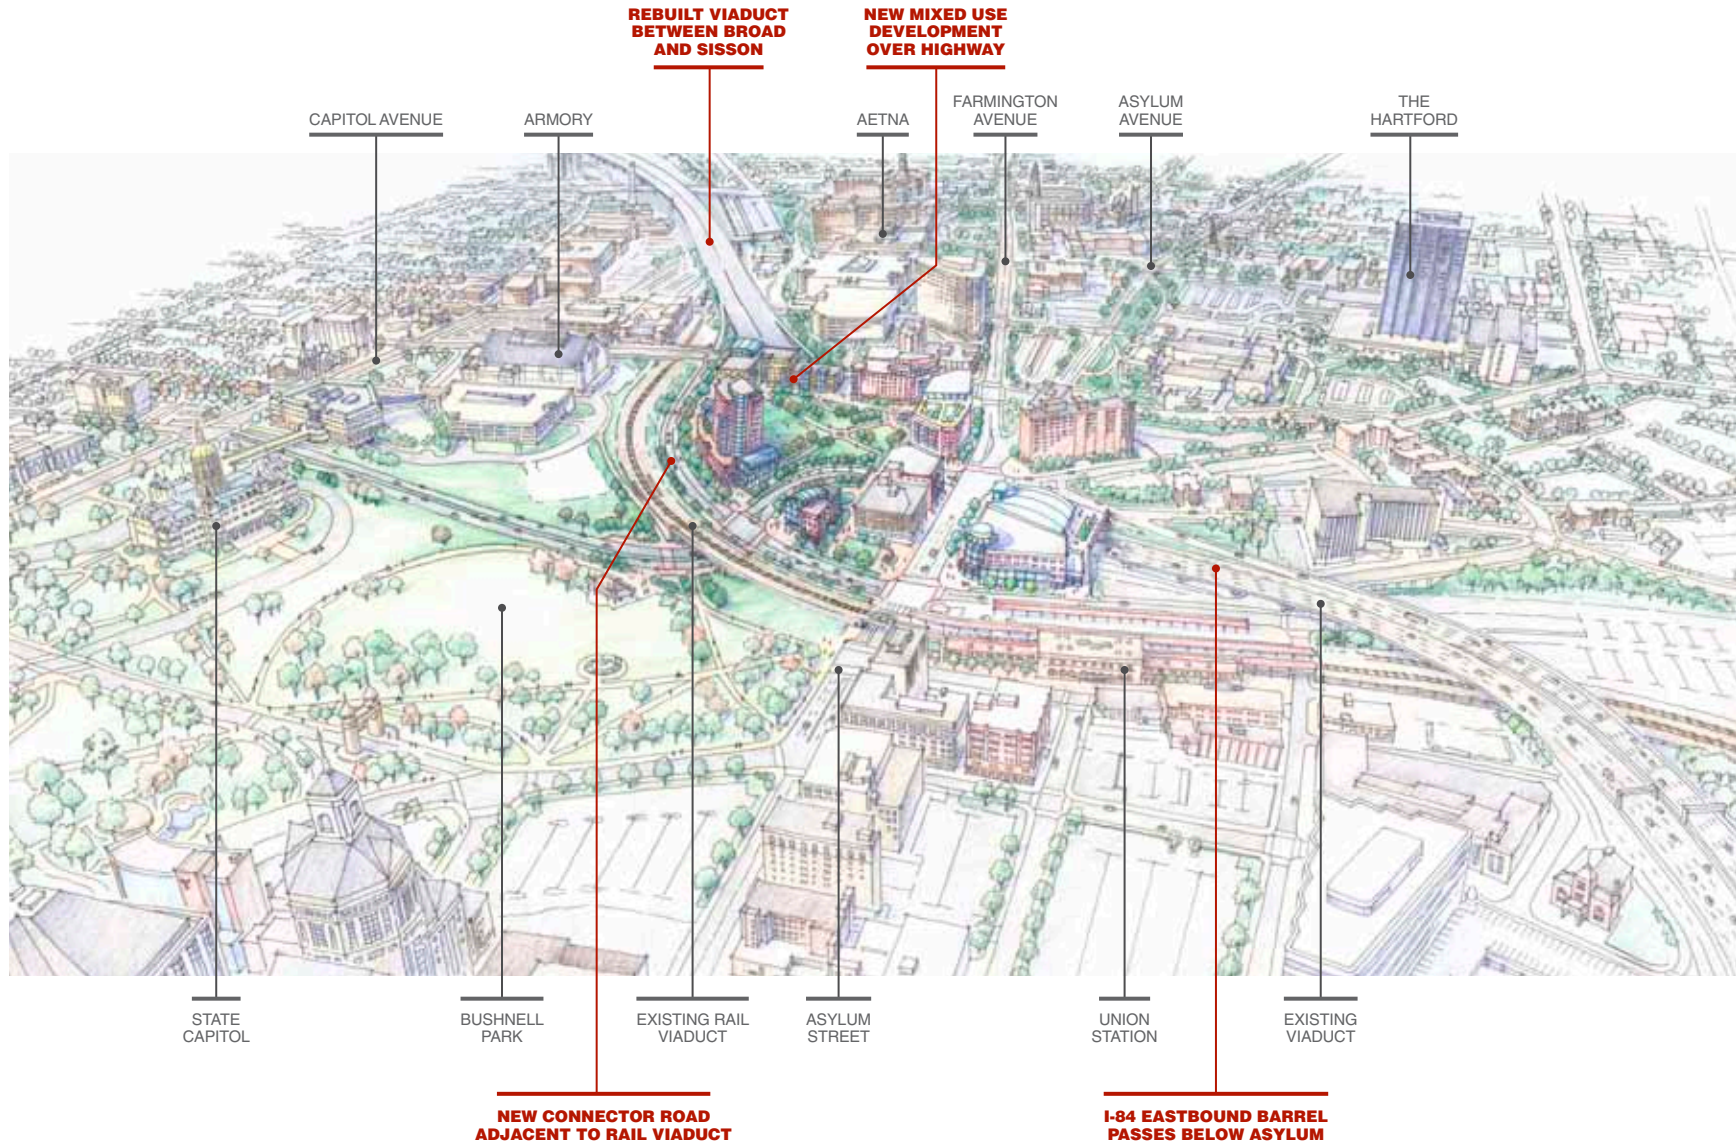 REBUILT VIADUCT
BETWEEN BROAD
AND SISSON
NEW MIXED USE
DEVELOPMENT
OVER HIGHWAY
CAPITOL AVENUE
ARMORY
AETNA
FARMINGTON
AVENUE
ASYLUM
AVENUE
THE
HARTFORD
STATE
CAPITOL
BUSHNELL
PARK
EXISTING RAIL
VIADUCT
ASYLUM
STREET
UNION
STATION
EXISTING
VIADUCT
NEW CONNECTOR ROAD
ADJACENT TO RAIL VIADUCT
I-84 EASTBOUND BARREL
PASSES BELOW ASYLUM